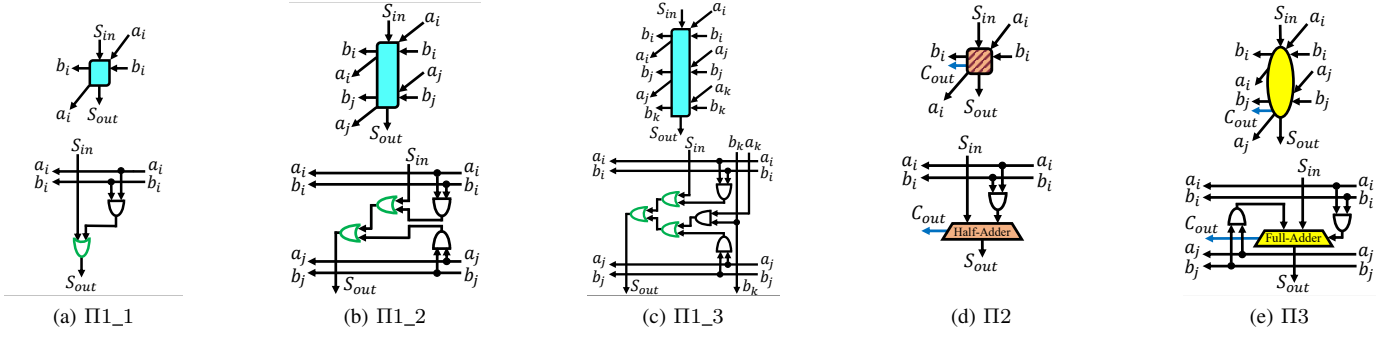 S_in a_i
b_i b_i
a_i S_out
S_in
a_i a_i
b_i b_i
S_out
(a) Π1_1
S_in a_i
b_i b_i
a_i a_j
b_j b_j
a_j S_out
S_in
a_i a_i
b_i b_i
a_j a_j
b_j b_j
S_out
(b) Π1_2
S_in a_i
b_i b_i
a_i a_j
b_j b_j
a_j a_k
b_k b_k
S_out
S_in b_k a_k
a_i a_i
b_i b_i
a_j a_j
b_j b_j
S_out b_k
(c) Π1_3
S_in a_i
b_i b_i
C_out
a_i S_out
S_in
a_i a_i
b_i b_i
C_out Half-Adder
S_out
(d) Π2
S_in a_i
b_i b_i
a_i a_j
b_j b_j
C_out
a_j S_out
S_in
a_i a_i
b_i b_i
C_out Full-Adder
a_j a_j
b_j b_j
S_out
(e) Π3